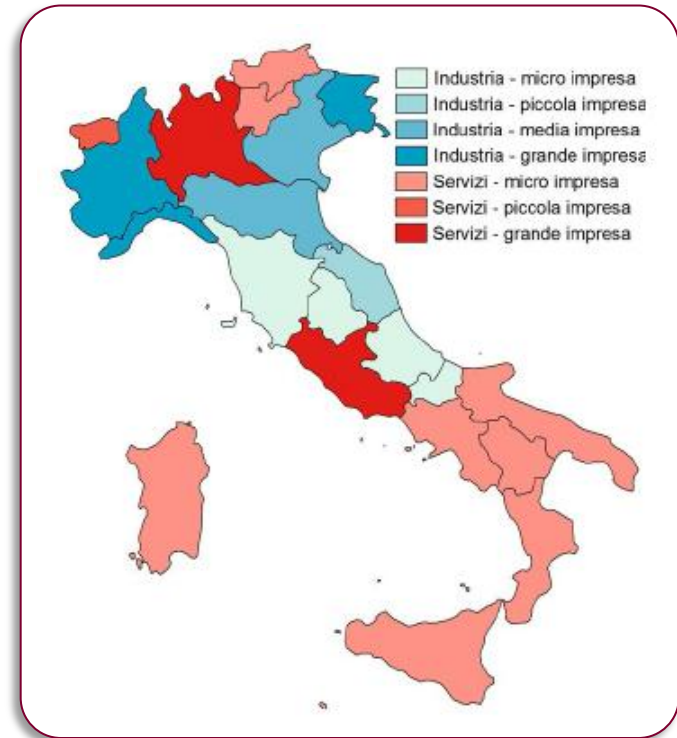 Industria - micro impresa
Industria - piccola impresa
Industria - media impresa
Industria - grande impresa
Servizi - micro impresa
Servizi - piccola impresa
Servizi - grande impresa